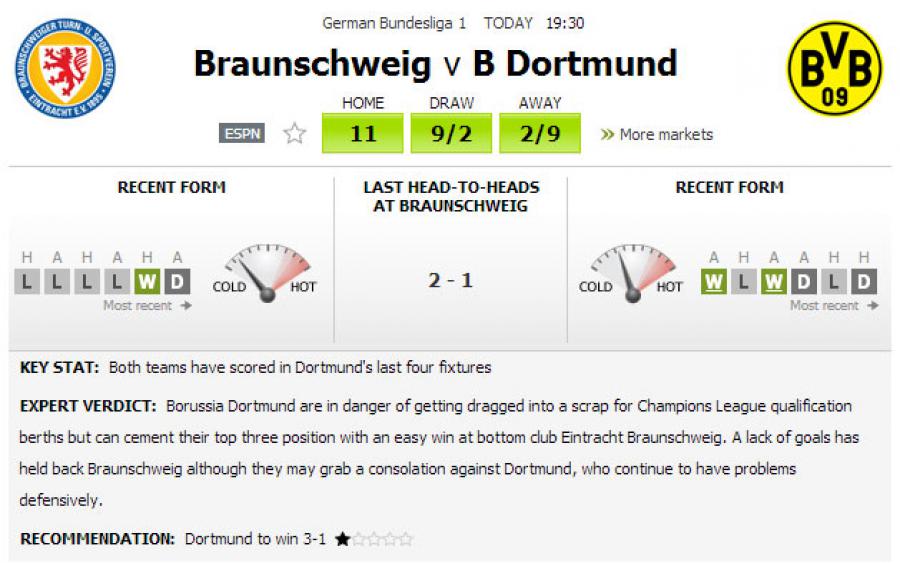 German Bundesliga 1 TODAY 19:30
BRAUNSCHWEIGER TURN- U. SPORTVEREIN
EINTRACHT E.V. 1895
Braunschweig v B Dortmund
BVB
09
HOME DRAW AWAY
ESPN 11 9/2 2/9 More markets
RECENT FORM
LAST HEAD-TO-HEADS
AT BRAUNSCHWEIG
RECENT FORM
H A H A H A
L L L L W D
Most recent
COLD HOT
2 - 1
COLD HOT
A H A A H H
W L W D L D
Most recent
KEY STAT: Both teams have scored in Dortmund's last four fixtures
EXPERT VERDICT: Borussia Dortmund are in danger of getting dragged into a scrap for Champions League qualification
berths but can cement their top three position with an easy win at bottom club Eintracht Braunschweig. A lack of goals has
held back Braunschweig although they may grab a consolation against Dortmund, who continue to have problems
defensively.
RECOMMENDATION: Dortmund to win 3-1